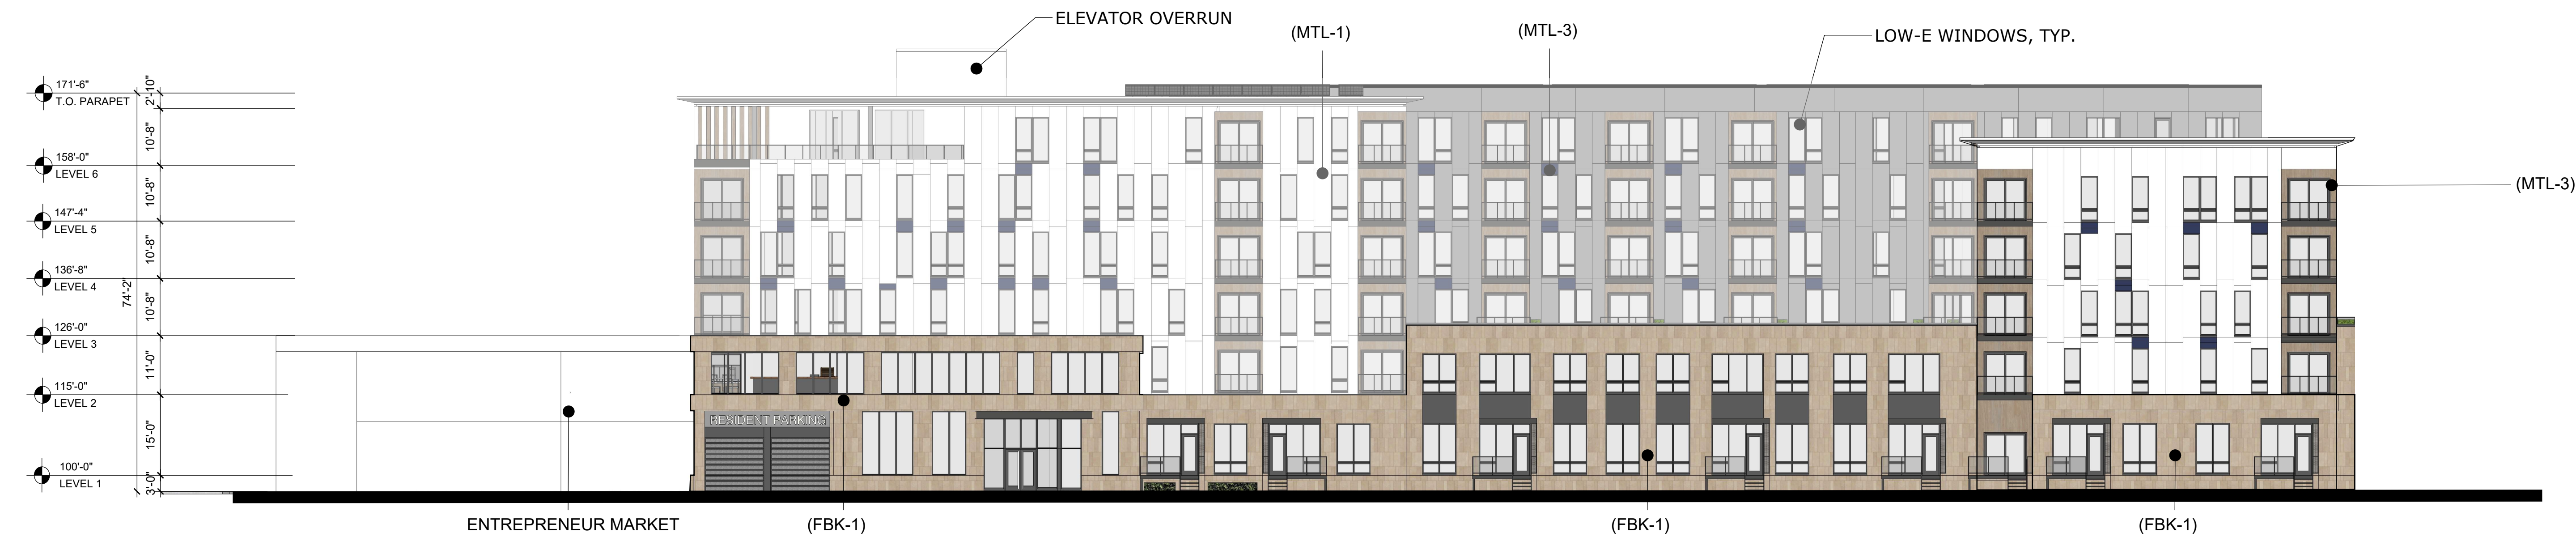 ELEVATOR OVERRUN
(MTL-1)
(MTL-3)
LOW-E WINDOWS, TYP.
171'-6"
T.O. PARAPET
2'-10"
10'-8"
158'-0"
LEVEL 6
10'-8"
(MTL-3)
147'-4"
LEVEL 5
10'-8"
136'-8"
LEVEL 4
74'-2"
10'-8"
126'-0"
LEVEL 3
11'-0"
115'-0"
LEVEL 2
RESIDENT PARKING
15'-0"
100'-0"
LEVEL 1
3'-0"
ENTREPRENEUR MARKET
(FBK-1)
(FBK-1)
(FBK-1)